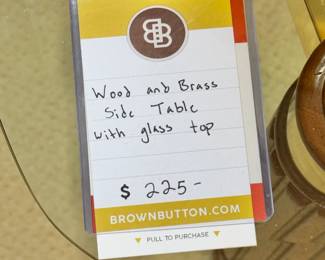 BB
Wood and Brass
Side Table
with glass top
$ 225-
BROWNBUTTON.COM
PULL TO PURCHASE